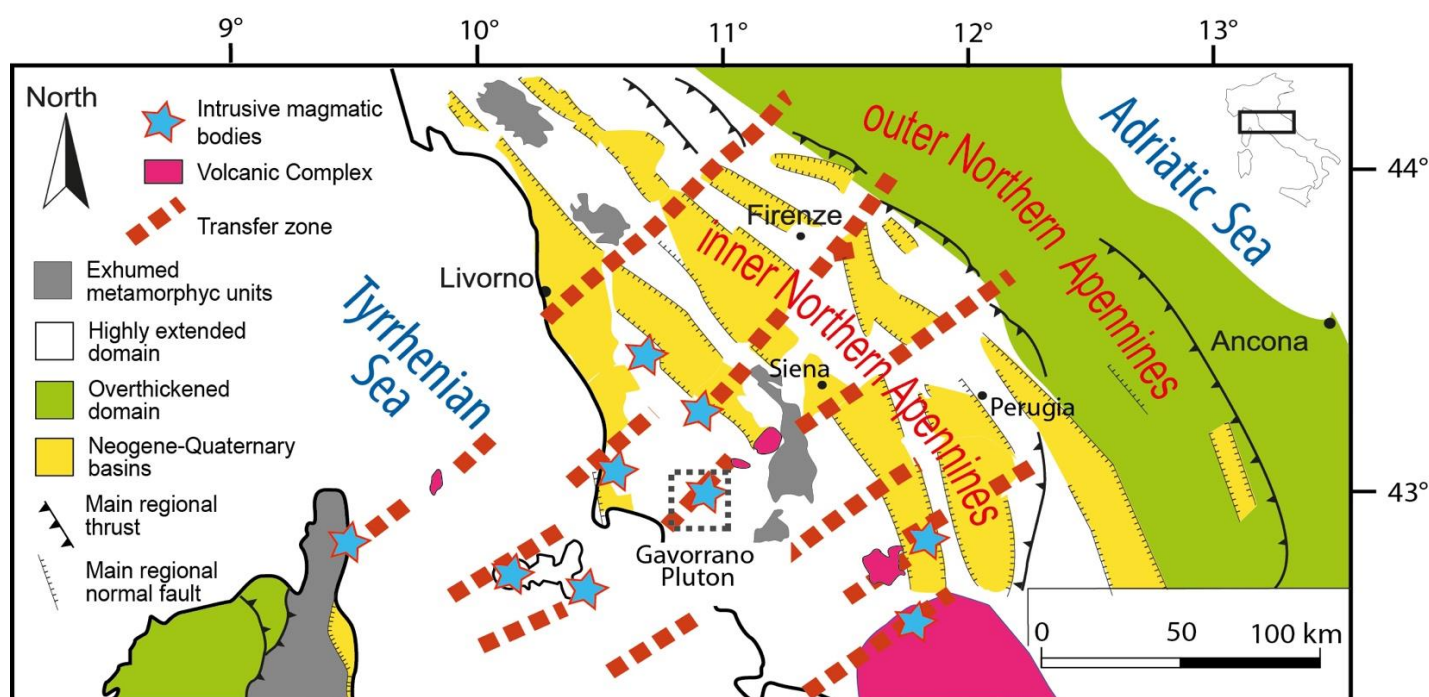 9°
10°
11°
12°
13°
North
Intrusive magmatic
bodies
Volcanic Complex
Transfer zone
Exhumed
metamorphyc units
Highly extended
domain
Overthickened
domain
Neogene-Quaternary
basins
Main regional
thrust
Main regional
normal fault
Tyrrhenian
Sea
Adriatic Sea
outer Northern Apennines
inner Northern Apennines
Livorno
Firenze
Siena
Perugia
Ancona
Gavorrano
Pluton
44°
43°
0 50 100 km